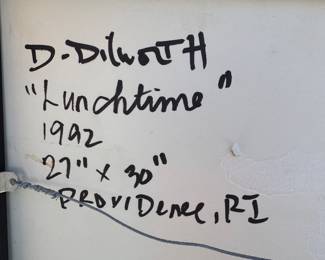 D. DilwortH
"Lunchtime"
1992
27" x 30"
PROVIDence, RI